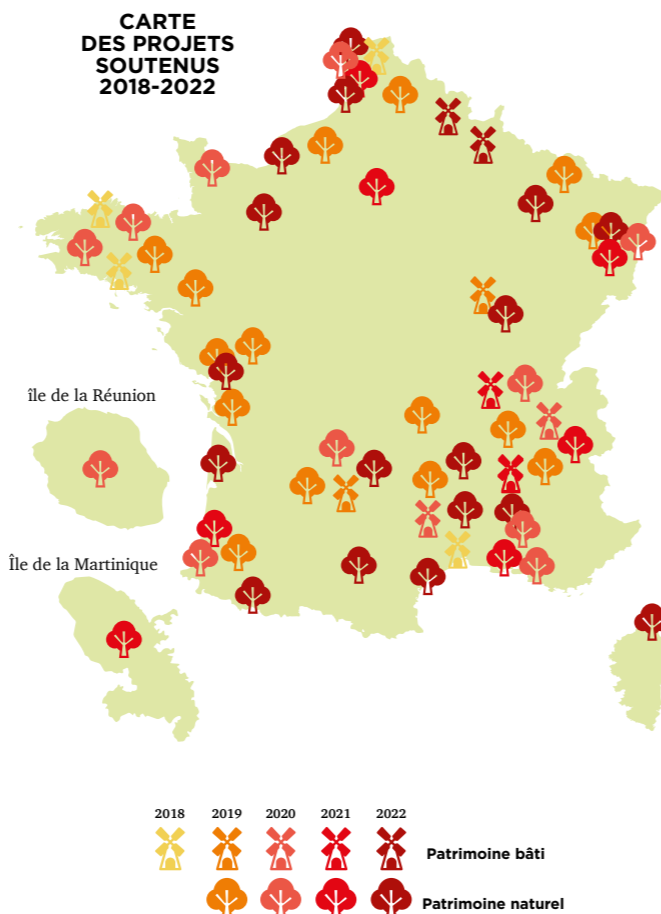 CARTE
DES PROJETS
SOUTENUS
2018-2022
île de la Réunion
Île de la Martinique
2018 2019 2020 2021 2022
Patrimoine bâti
Patrimoine naturel